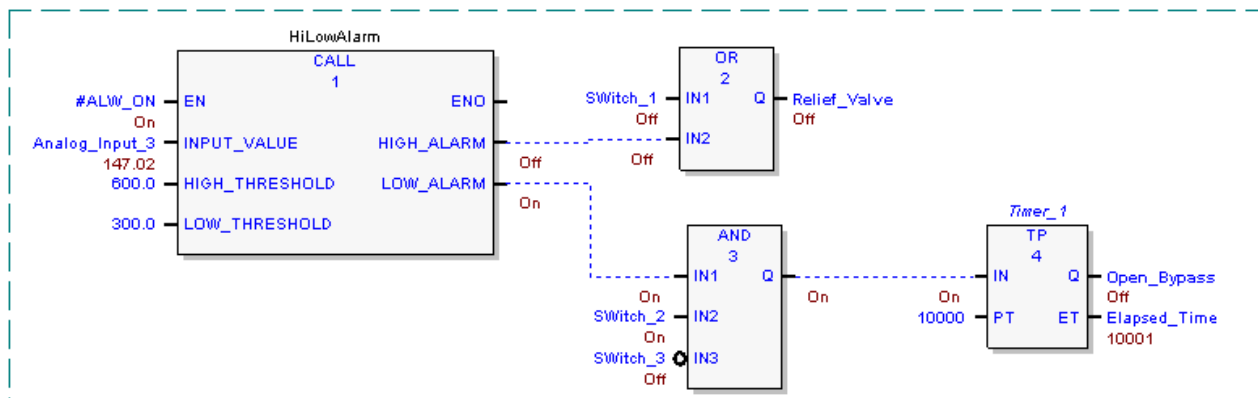 HiLowAlarm
CALL
1
#ALW_ON EN ENO
On
Analog_Input_3 INPUT_VALUE HIGH_ALARM
147.02 Off
600.0 HIGH_THRESHOLD LOW_ALARM
On
300.0 LOW_THRESHOLD
OR
2
SWitch_1 IN1 Q Relief_Valve
Off Off
IN2
Off
AND
3
IN1 Q
On On
SWitch_2 IN2
On
SWitch_3 IN3
Off
Timer_1
TP
4
IN Q Open_Bypass
On Off
10000 PT ET Elapsed_Time
10001